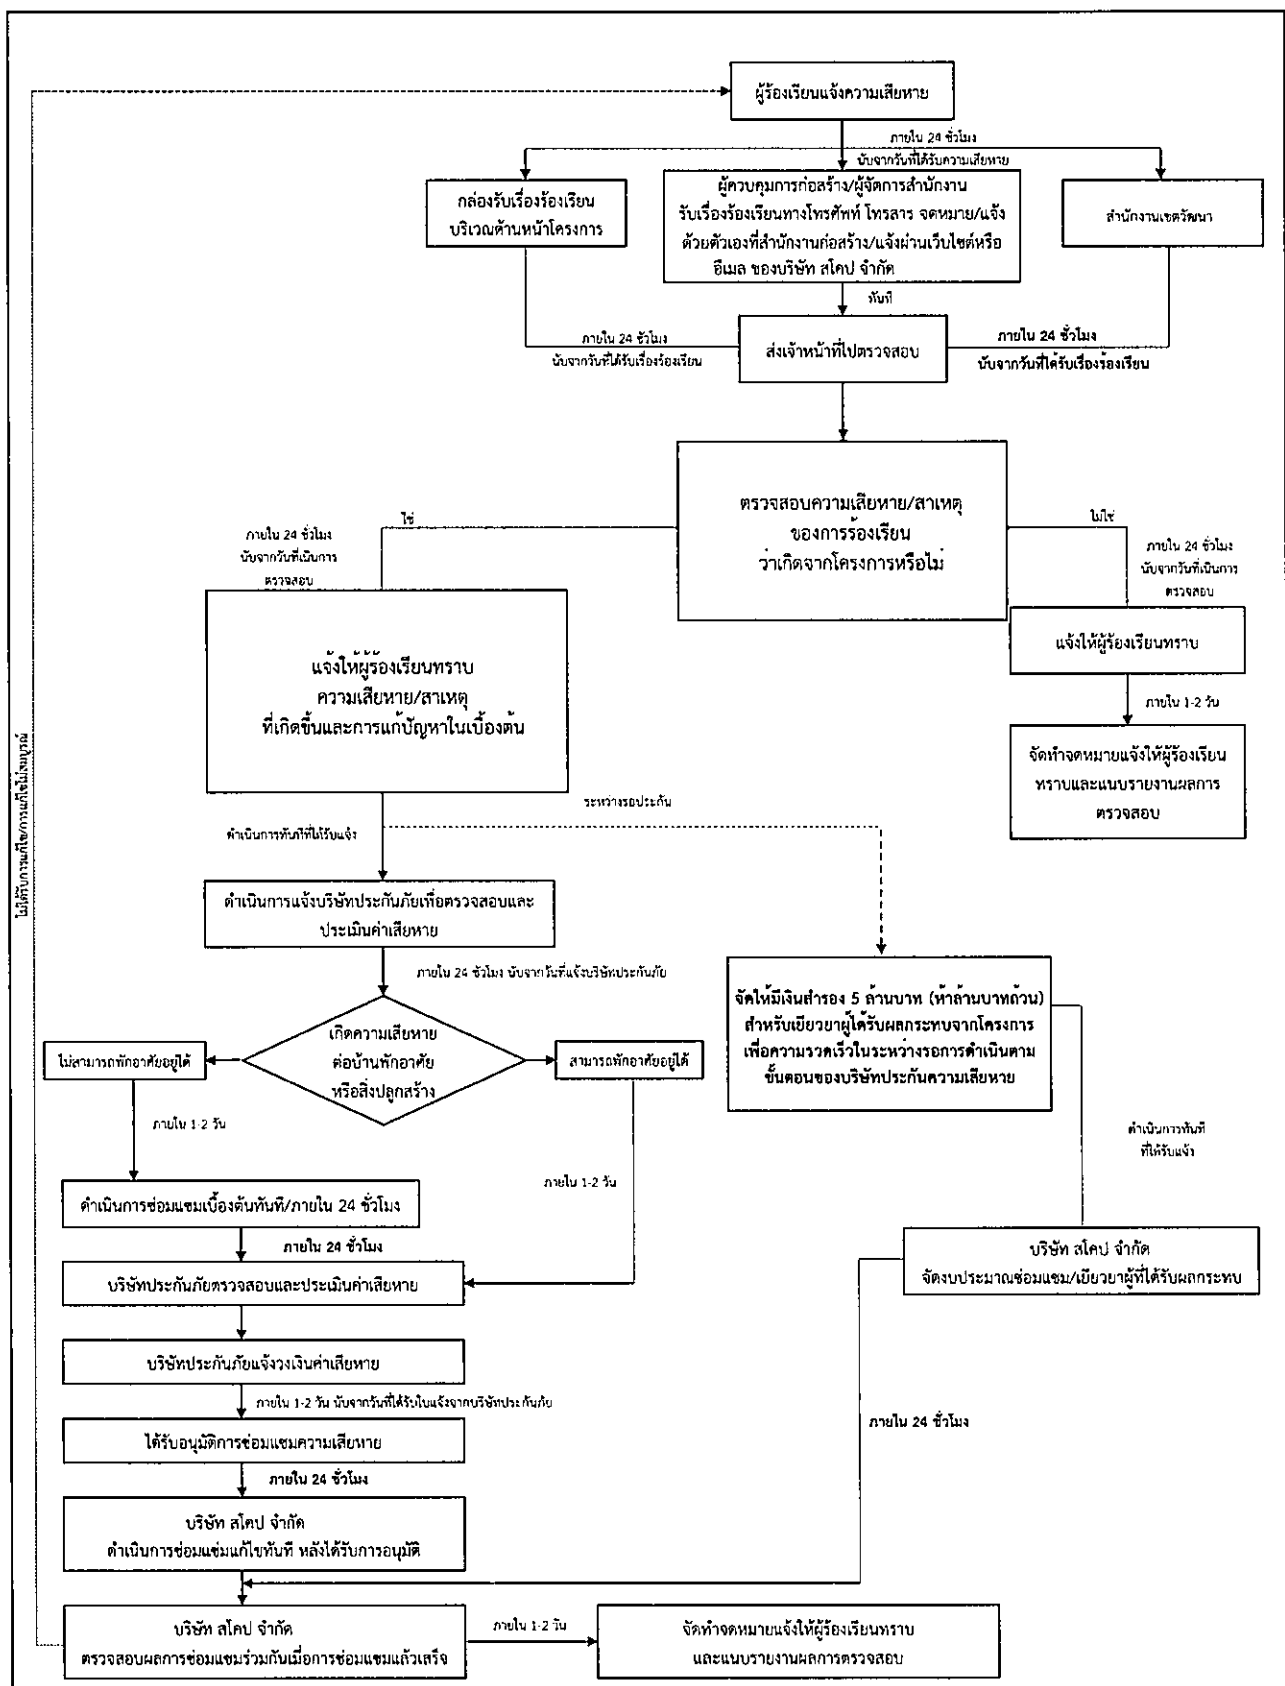 ผู้ร้องเรียนแจ้งความเสียหาย
ภายใน 24 ชั่วโมง
นับจากวันที่ได้รับความเสียหาย
กล่องรับเรื่องร้องเรียน
บริเวณด้านหน้าโครงการ
ผู้ควบคุมการก่อสร้าง/ผู้จัดการสำนักงาน
รับเรื่องร้องเรียนทางโทรศัพท์ โทรสาร จดหมาย/แจ้ง
ด้วยตัวเองที่สำนักงานก่อสร้าง/แจ้งผ่านเว็บไซต์หรือ
อีเมล ของบริษัท สโคป จำกัด
สำนักงานเขตวัฒนา
ทันที
ภายใน 24 ชั่วโมง
นับจากวันที่ได้รับเรื่องร้องเรียน
ส่งเจ้าหน้าที่ไปตรวจสอบ
ภายใน 24 ชั่วโมง
นับจากวันที่ได้รับเรื่องร้องเรียน
ตรวจสอบความเสียหาย/สาเหตุ
ของการร้องเรียน
ว่าเกิดจากโครงการหรือไม่
ใช่
ภายใน 24 ชั่วโมง
นับจากวันที่เนินการ
ตรวจสอบ
ไม่ใช่
ภายใน 24 ชั่วโมง
นับจากวันที่เนินการ
ตรวจสอบ
แจ้งให้ผู้ร้องเรียนทราบ
ความเสียหาย/สาเหตุ
ที่เกิดขึ้นและการแก้ปัญหาในเบื้องต้น
แจ้งให้ผู้ร้องเรียนทราบ
ภายใน 1-2 วัน
จัดทำจดหมายแจ้งให้ผู้ร้องเรียน
ทราบและแนบรายงานผลการ
ตรวจสอบ
ไม่ได้รับการแก้ไข/การแก้ไขไม่สมบูรณ์
ระหว่างรอประกัน
ดำเนินการทันทีที่ได้รับแจ้ง
ดำเนินการแจ้งบริษัทประกันภัยเพื่อตรวจสอบและ
ประเมินค่าเสียหาย
ภายใน 24 ชั่วโมง นับจากวันที่แจ้งบริษัทประกันภัย
จัดให้มีเงินสำรอง 5 ล้านบาท (ห้าล้านบาทถ้วน)
สำหรับเยียวยาผู้ได้รับผลกระทบจากโครงการ
เพื่อความรวดเร็วในระหว่างรอการดำเนินตาม
ขั้นตอนของบริษัทประกันความเสียหาย
เกิดความเสียหาย
ต่อบ้านพักอาศัย
หรือสิ่งปลูกสร้าง
ไม่สามารถพักอาศัยอยู่ได้
สามารถพักอาศัยอยู่ได้
ภายใน 1-2 วัน
ดำเนินการทันที
ที่ได้รับแจ้ง
ภายใน 1-2 วัน
ดำเนินการซ่อมแซมเบื้องต้นทันที/ภายใน 24 ชั่วโมง
ภายใน 24 ชั่วโมง
บริษัท สโคป จำกัด
จัดงบประมาณซ่อมแซม/เยียวยาผู้ที่ได้รับผลกระทบ
บริษัทประกันภัยตรวจสอบและประเมินค่าเสียหาย
บริษัทประกันภัยแจ้งวงเงินค่าเสียหาย
ภายใน 1-2 วัน นับจากวันที่ได้รับใบแจ้งจากบริษัทประกันภัย
ภายใน 24 ชั่วโมง
ได้รับอนุมัติการซ่อมแซมความเสียหาย
ภายใน 24 ชั่วโมง
บริษัท สโคป จำกัด
ดำเนินการซ่อมแซ่มแก้ไขทันที หลังได้รับการอนุมัติ
บริษัท สโคป จำกัด
ตรวจสอบผลการซ่อมแซมร่วมกันเมื่อการซ่อมแซมแล้วเสร็จ
ภายใน 1-2 วัน
จัดทำจดหมายแจ้งให้ผู้ร้องเรียนทราบ
และแนบรายงานผลการตรวจสอบ